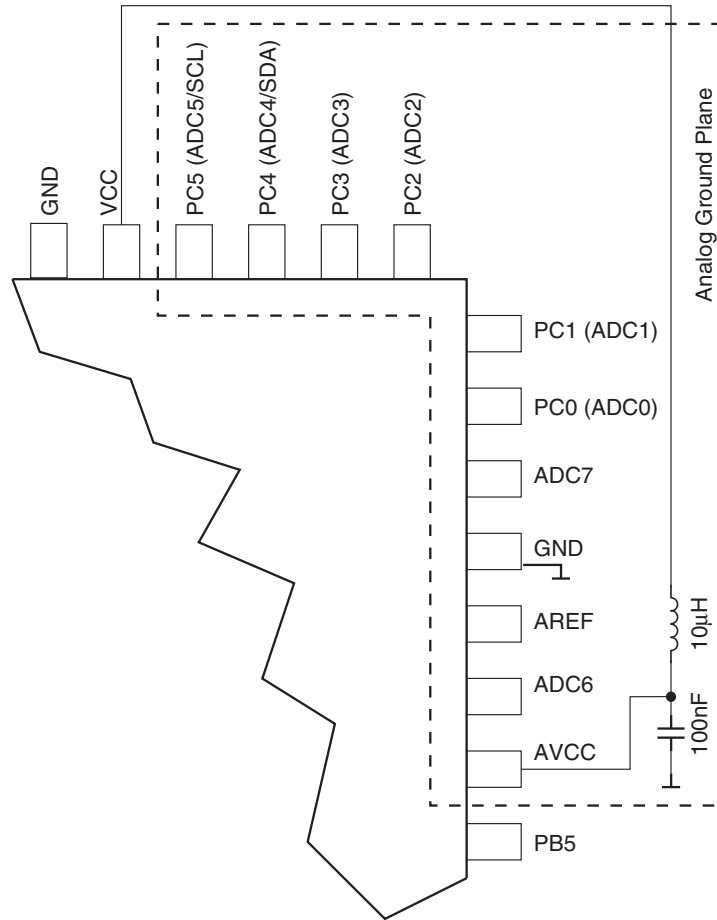 GND
VCC
PC5 (ADC5/SCL)
PC4 (ADC4/SDA)
PC3 (ADC3)
PC2 (ADC2)
Analog Ground Plane
PC1 (ADC1)
PC0 (ADC0)
ADC7
GND
AREF
ADC6
AVCC
PB5
10µH
100nF